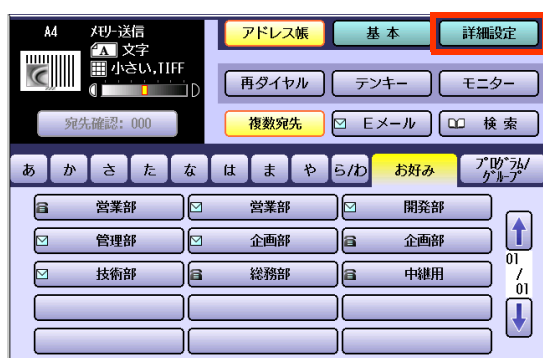 A4 ﾒﾓﾘｰ送信
A 文字
小さい,TIFF
D
宛先確認: 000
アドレス帳 基本 詳細設定
再ダイヤル テンキー モニター
複数宛先 Eメール 検索
あ か さ た な は ま や ら/わ お好み ﾌﾟﾛｸﾞﾗﾑ/
ｸﾞﾙｰﾌﾟ
営業部 営業部 開発部
管理部 企画部 企画部
技術部 総務部 中継用
01
/
01